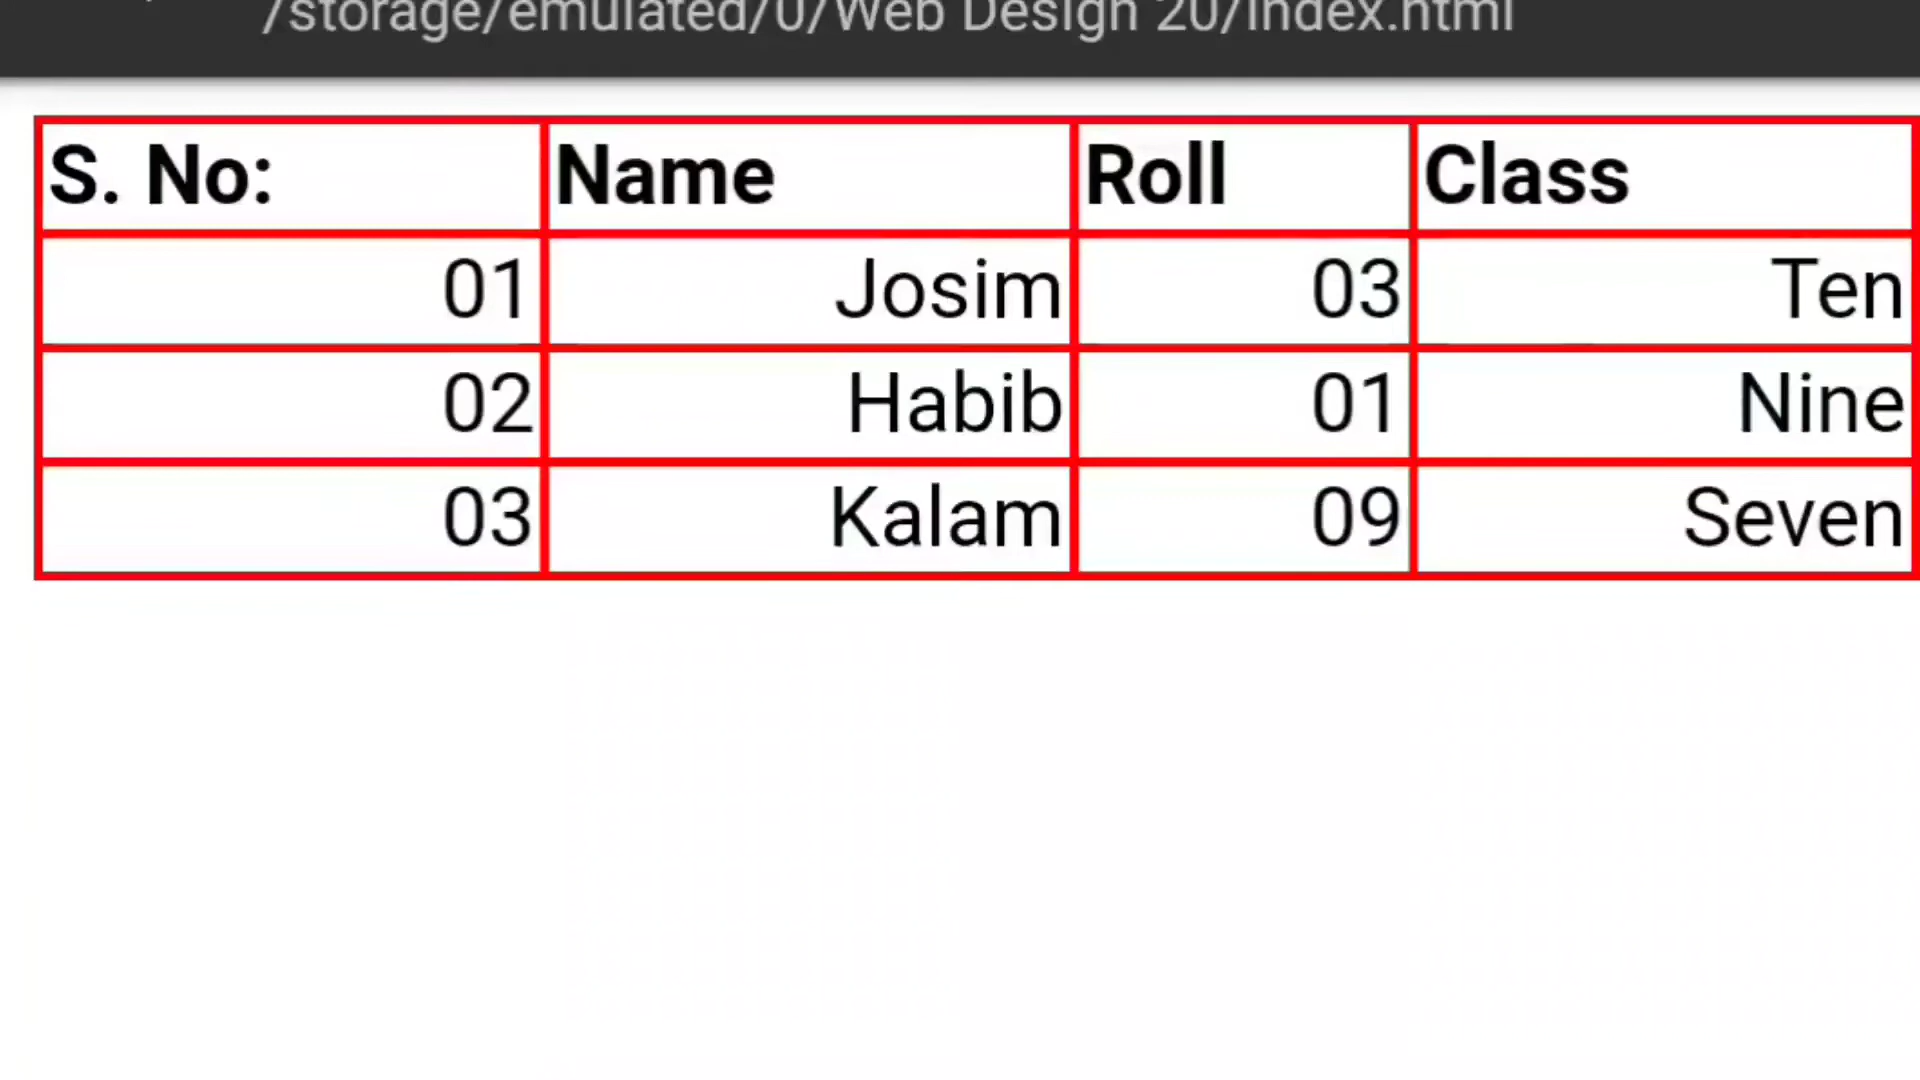 /storage/emulated/0/Web Design 20/index.html
S. No: Name Roll Class
01 Josim 03 Ten
02 Habib 01 Nine
03 Kalam 09 Seven